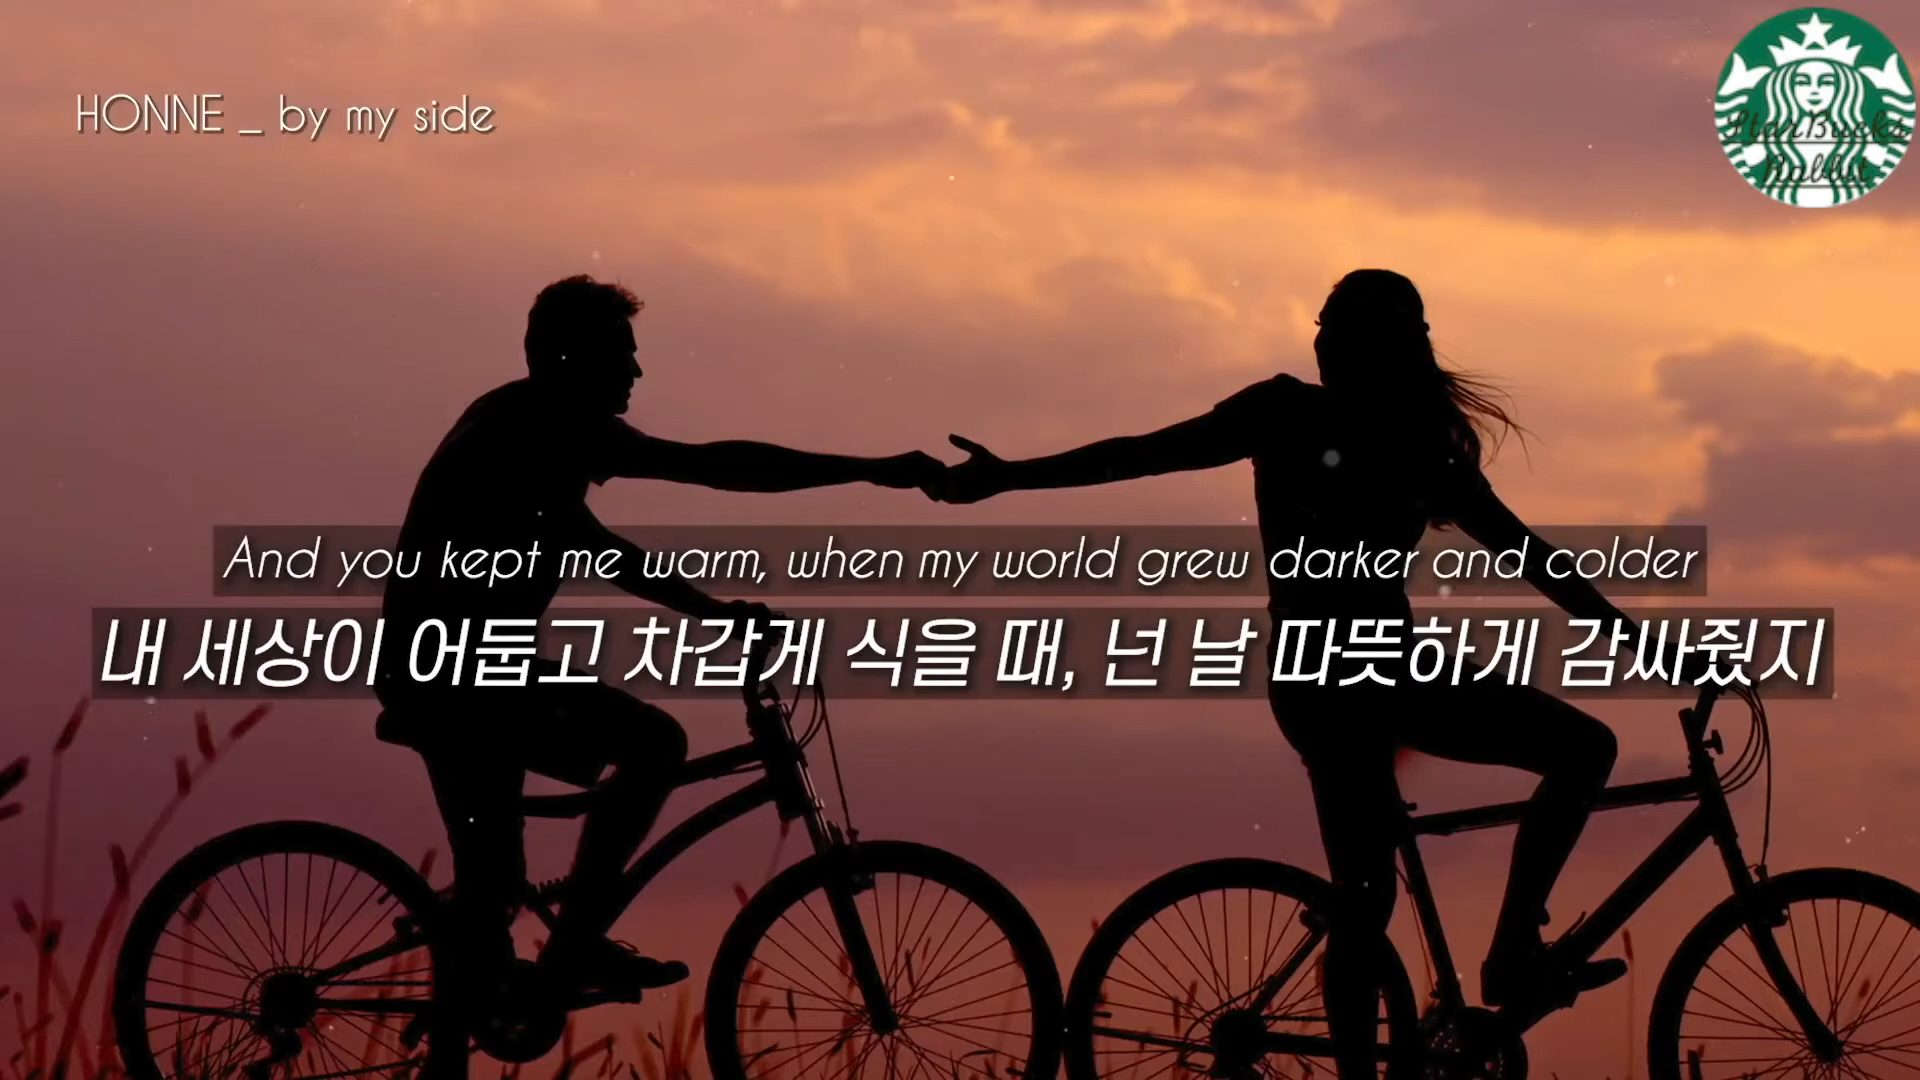 HONNE _ by my side
StarBucks
Rabbit
And you kept me warm, when my world grew darker and colder
내 세상이 어둡고 차갑게 식을 때, 넌 날 따뜻하게 감싸줬지